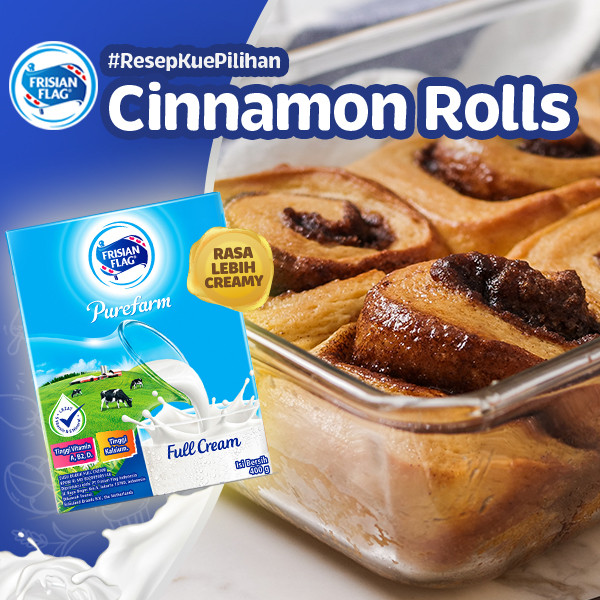 #ResepKuePilihan
FRISIAN
FLAG®
Cinnamon Rolls
FRISIAN
FLAG®
Purefarm
RASA
LEBIH
CREAMY
Tinggi Vitamin
A, B2, D.
Tinggi
Kalsium.
Full Cream
Isi Bersih
400 g